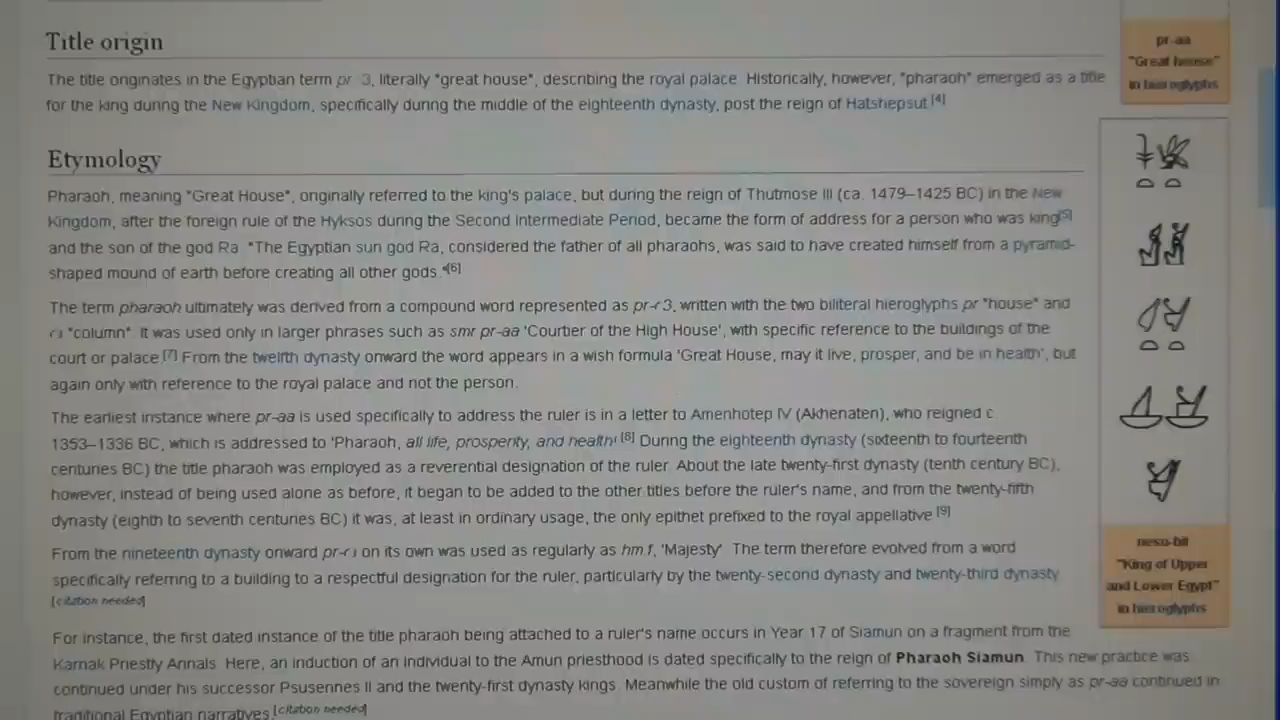 Title origin
The title originates in the Egyptian term pr ꜥ3, literally "great house", describing the royal palace. Historically, however, "pharaoh" emerged as a title
for the king during the New Kingdom, specifically during the middle of the eighteenth dynasty, post the reign of Hatshepsut.[4]
Etymology
Pharaoh, meaning "Great House", originally referred to the king's palace, but during the reign of Thutmose III (ca. 1479–1425 BC) in the New
Kingdom, after the foreign rule of the Hyksos during the Second Intermediate Period, became the form of address for a person who was king[5]
and the son of the god Ra. "The Egyptian sun god Ra, considered the father of all pharaohs, was said to have created himself from a pyramid-
shaped mound of earth before creating all other gods."[6]
The term pharaoh ultimately was derived from a compound word represented as pr-ꜥ3, written with the two biliteral hieroglyphs pr "house" and
ꜥꜣ "column". It was used only in larger phrases such as smr pr-aa 'Courtier of the High House', with specific reference to the buildings of the
court or palace.[7] From the twelfth dynasty onward the word appears in a wish formula 'Great House, may it live, prosper, and be in health', but
again only with reference to the royal palace and not the person.
The earliest instance where pr-aa is used specifically to address the ruler is in a letter to Amenhotep IV (Akhenaten), who reigned c.
1353–1336 BC, which is addressed to 'Pharaoh, all life, prosperity, and health!.[8] During the eighteenth dynasty (sixteenth to fourteenth
centuries BC) the title pharaoh was employed as a reverential designation of the ruler. About the late twenty-first dynasty (tenth century BC),
however, instead of being used alone as before, it began to be added to the other titles before the ruler's name, and from the twenty-fifth
dynasty (eighth to seventh centuries BC) it was, at least in ordinary usage, the only epithet prefixed to the royal appellative.[9]
From the nineteenth dynasty onward pr-ꜥꜣ on its own was used as regularly as hm.f, 'Majesty'. The term therefore evolved from a word
specifically referring to a building to a respectful designation for the ruler, particularly by the twenty-second dynasty and twenty-third dynasty.
[citation needed]
For instance, the first dated instance of the title pharaoh being attached to a ruler's name occurs in Year 17 of Siamun on a fragment from the
Karnak Priestly Annals. Here, an induction of an individual to the Amun priesthood is dated specifically to the reign of Pharaoh Siamun. This new practice was
continued under his successor Psusennes II and the twenty-first dynasty kings. Meanwhile the old custom of referring to the sovereign simply as pr-aa continued in
traditional Egyptian narratives.[citation needed]
pr-aa
"Great house"
in hieroglyphs
nesu-bit
"King of Upper
and Lower Egypt"
in hieroglyphs